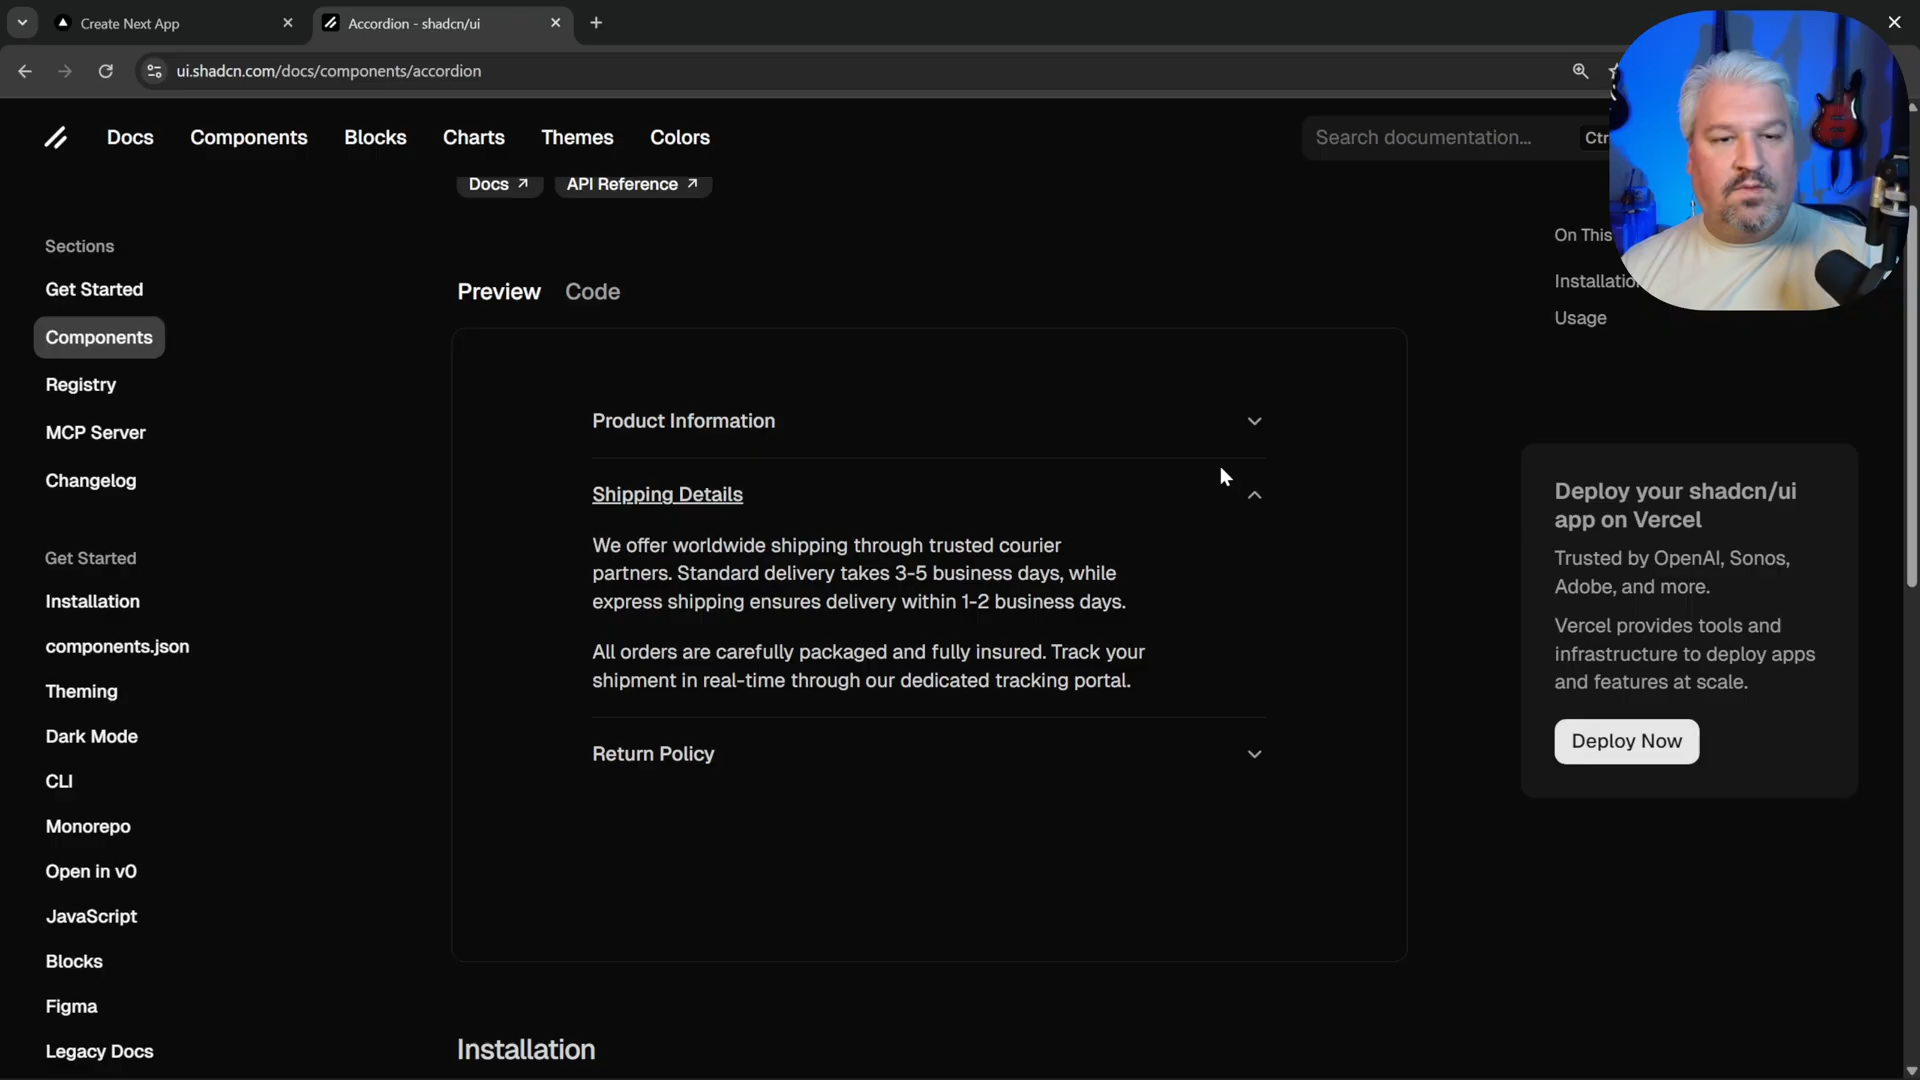 Create Next App
Accordion - shadcn/ui
ui.shadcn.com/docs/components/accordion
Docs
Components
Blocks
Charts
Themes
Colors
Search documentation...
Docs
API Reference
Sections
Get Started
Components
Registry
MCP Server
Changelog
Get Started
Installation
components.json
Theming
Dark Mode
CLI
Monorepo
Open in v0
JavaScript
Blocks
Figma
Legacy Docs
Preview
Code
Product Information
Shipping Details
We offer worldwide shipping through trusted courier
partners. Standard delivery takes 3-5 business days, while
express shipping ensures delivery within 1-2 business days.
All orders are carefully packaged and fully insured. Track your
shipment in real-time through our dedicated tracking portal.
Return Policy
Installation
On This
Usage
Deploy your shadcn/ui
app on Vercel
Trusted by OpenAI, Sonos,
Adobe, and more.
Vercel provides tools and
infrastructure to deploy apps
and features at scale.
Deploy Now